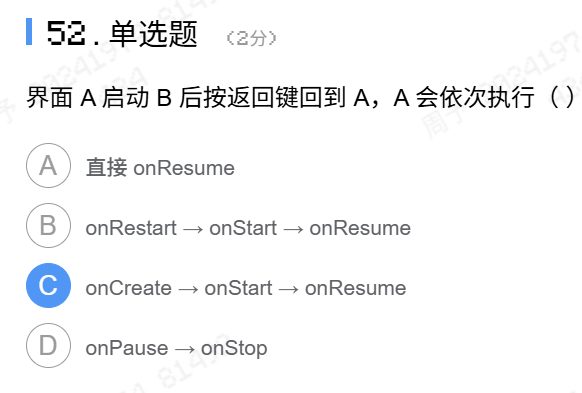 52.单选题 （2分）
界面 A 启动 B 后按返回键回到 A，A 会依次执行（ ）
A 直接 onResume
B onRestart → onStart → onResume
C onCreate → onStart → onResume
D onPause → onStop